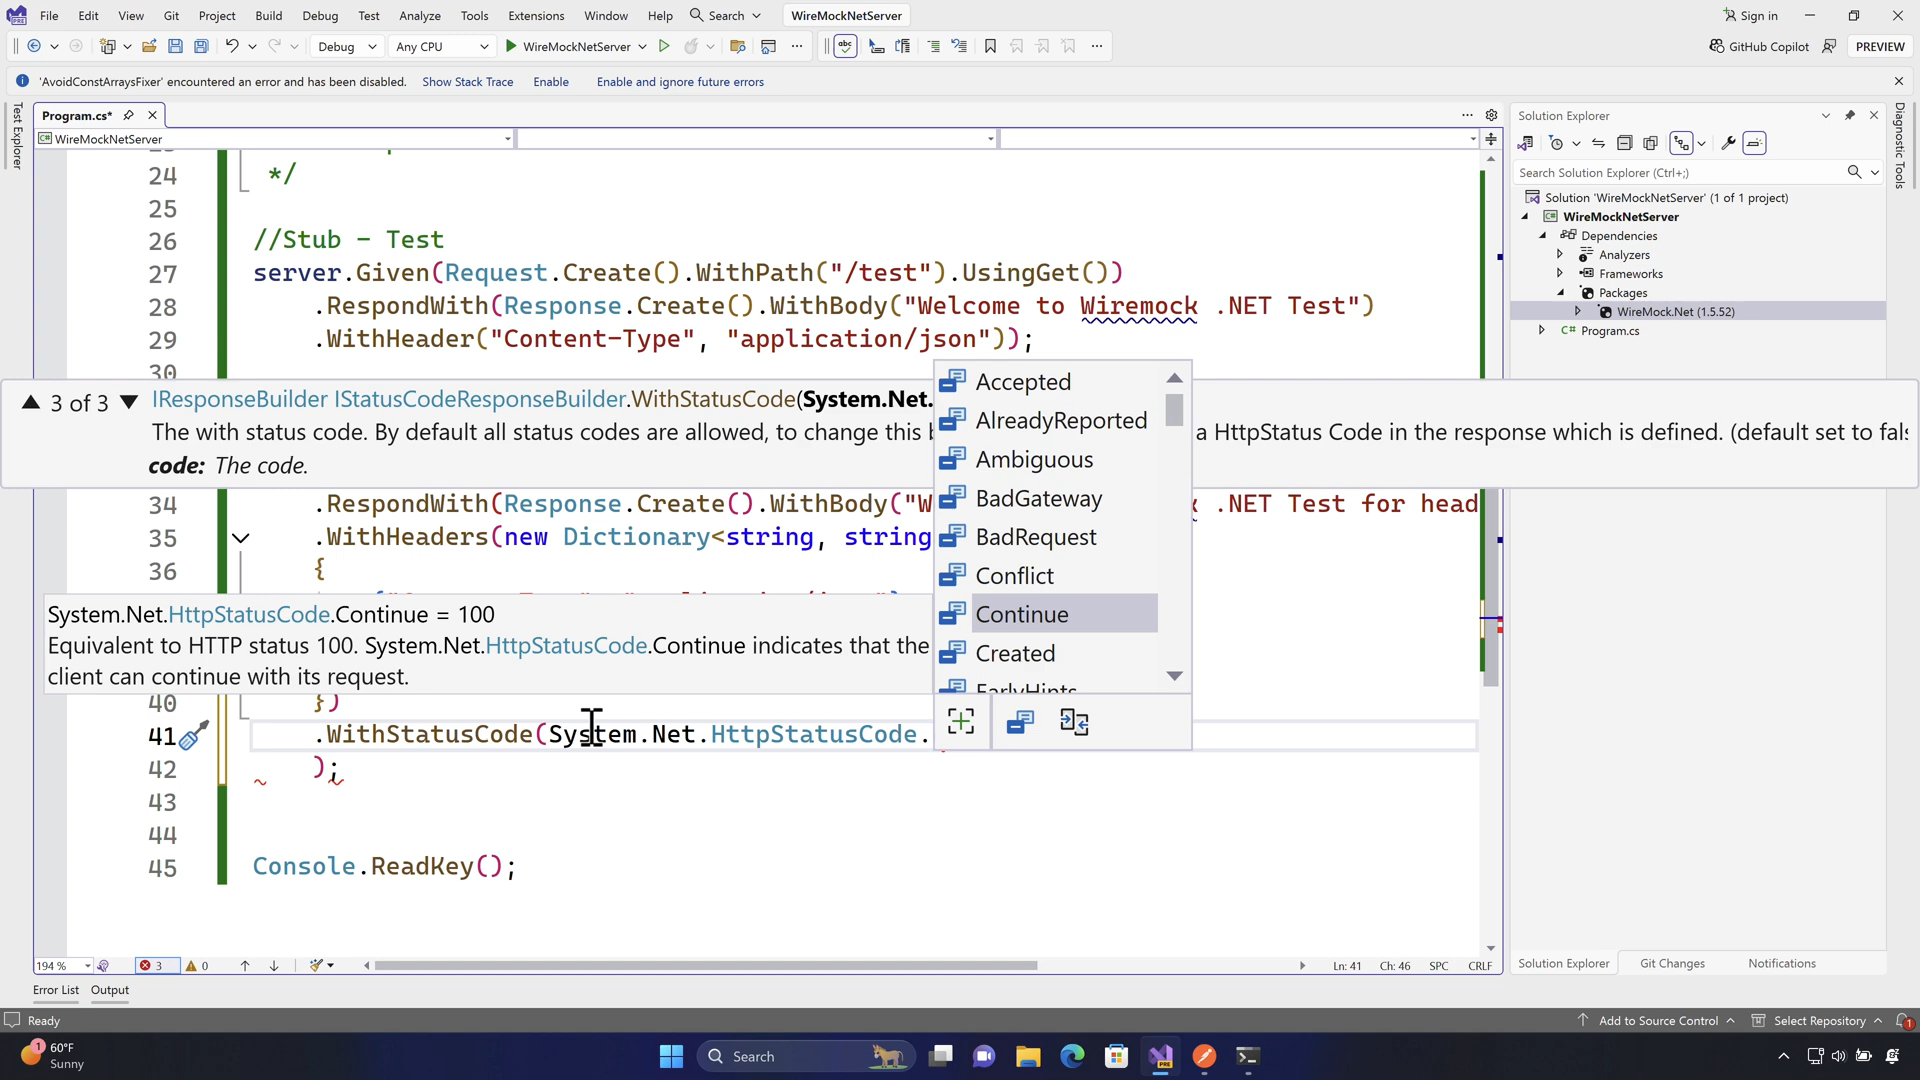 File Edit View Git Project Build Debug Test Analyze Tools Extensions Window Help Search WireMockNetServer Sign in
Debug Any CPU WireMockNetServer abc GitHub Copilot PREVIEW
'AvoidConstArraysFixer' encountered an error and has been disabled. Show Stack Trace Enable Enable and ignore future errors
Test Explorer
Program.cs*
WireMockNetServer
24 */
25
26 //Stub - Test
27 server.Given(Request.Create().WithPath("/test").UsingGet())
28 .RespondWith(Response.Create().WithBody("Welcome to Wiremock .NET Test")
29 .WithHeader("Content-Type", "application/json"));
30
3 of 3 IResponseBuilder IStatusCodeResponseBuilder.WithStatusCode(System.Net.
The with status code. By default all status codes are allowed, to change this b a HttpStatus Code in the response which is defined. (default set to fals
code: The code.
34 .RespondWith(Response.Create().WithBody("W .NET Test for head
35 .WithHeaders(new Dictionary<string, string
36 {
System.Net.HttpStatusCode.Continue = 100
Equivalent to HTTP status 100. System.Net.HttpStatusCode.Continue indicates that the
client can continue with its request.
40 })
41 .WithStatusCode(System.Net.HttpStatusCode.
42 );
43
44
45 Console.ReadKey();
Accepted
AlreadyReported
Ambiguous
BadGateway
BadRequest
Conflict
Continue
Created
EarlyHints
194 % 3 0 Ln: 41 Ch: 46 SPC CRLF
Solution Explorer
Search Solution Explorer (Ctrl+;)
Solution 'WireMockNetServer' (1 of 1 project)
WireMockNetServer
Dependencies
Analyzers
Frameworks
Packages
WireMock.Net (1.5.52)
C# Program.cs
Solution Explorer Git Changes Notifications
Diagnostic Tools
Error List Output
Ready Add to Source Control Select Repository 1
1 60°F
Sunny
Search
PRE